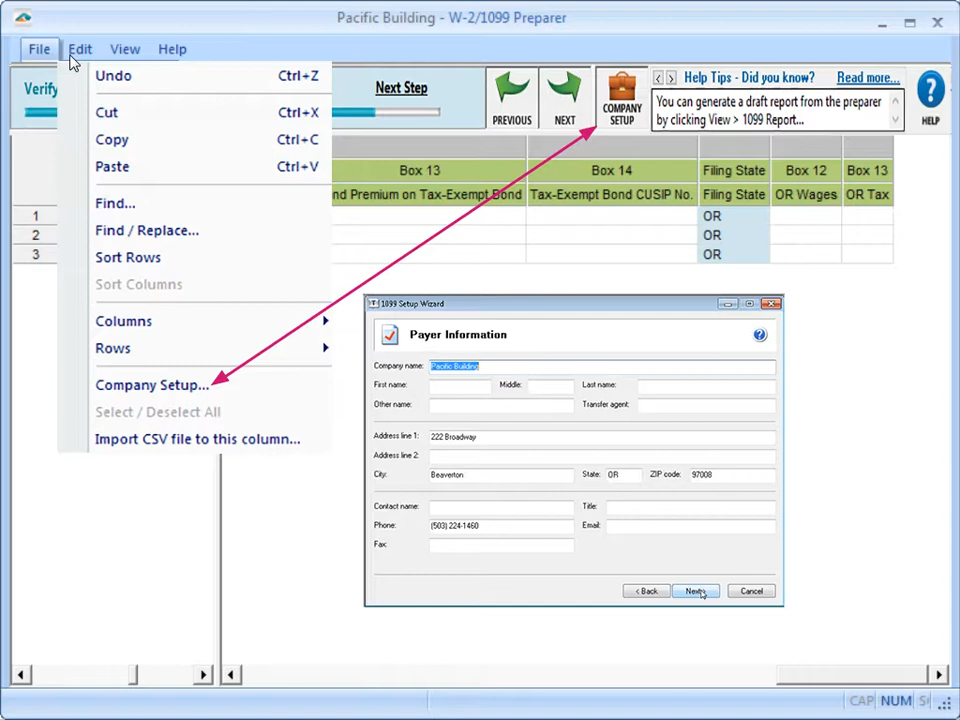 Pacific Building - W-2/1099 Preparer
File Edit View Help
Verify
Next Step
PREVIOUS
NEXT
COMPANY
SETUP
Help Tips - Did you know? Read more...
You can generate a draft report from the preparer
by clicking View > 1099 Report...
HELP
Undo Ctrl+Z
Cut Ctrl+X
Copy Ctrl+C
Paste Ctrl+V
Find...
Find / Replace...
Sort Rows
Sort Columns
Columns
Rows
Company Setup...
Select / Deselect All
Import CSV file to this column...
Box 13 Box 14 Filing State Box 12 Box 13
nd Premium on Tax-Exempt Bond Tax-Exempt Bond CUSIP No. Filing State OR Wages OR Tax
1 OR
2 OR
3 OR
1099 Setup Wizard
Payer Information
Company name: Pacific Building
First name: Middle: Last name:
Other name: Transfer agent:
Address line 1: 222 Broadway
Address line 2:
City: Beaverton State: OR ZIP code: 97008
Contact name: Title:
Phone: (503) 224-1460 Email:
Fax:
< Back Next > Cancel
CAP NUM